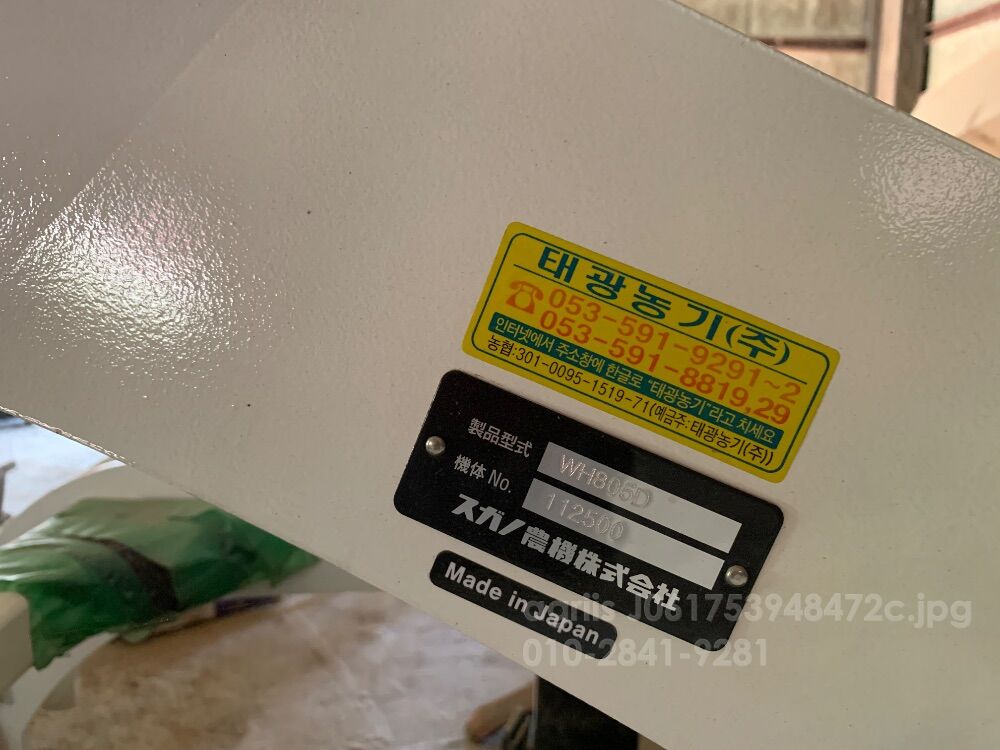 태광농기(주)
☎ 053-591-9291~2
053-591-8819,29
인터넷에서 주소창에 한글로 "태광농기"라고 치세요
농협:301-0095-1519-71(예금주:태광농기(주))
製品型式 WH805D
機体 No. 112500
スガノ農機株式会社
Made in Japan
1753948472c.jpg
010-2841-9281